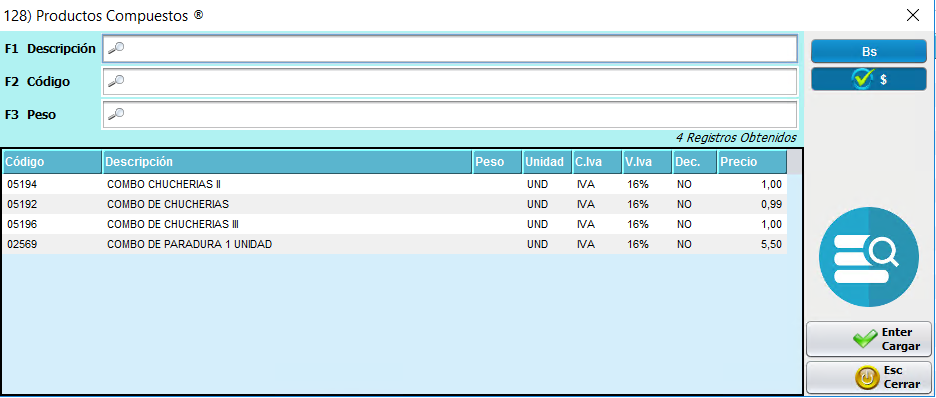 128) Productos Compuestos ®
F1 Descripción
F2 Código
F3 Peso
4 Registros Obtenidos
Código Descripción Peso Unidad C.Iva V.Iva Dec. Precio
05194 COMBO CHUCHERIAS II UND IVA 16% NO 1,00
05192 COMBO DE CHUCHERIAS UND IVA 16% NO 0,99
05196 COMBO DE CHUCHERIAS III UND IVA 16% NO 1,00
02569 COMBO DE PARADURA 1 UNIDAD UND IVA 16% NO 5,50
Bs
$
Enter
Cargar
Esc
Cerrar